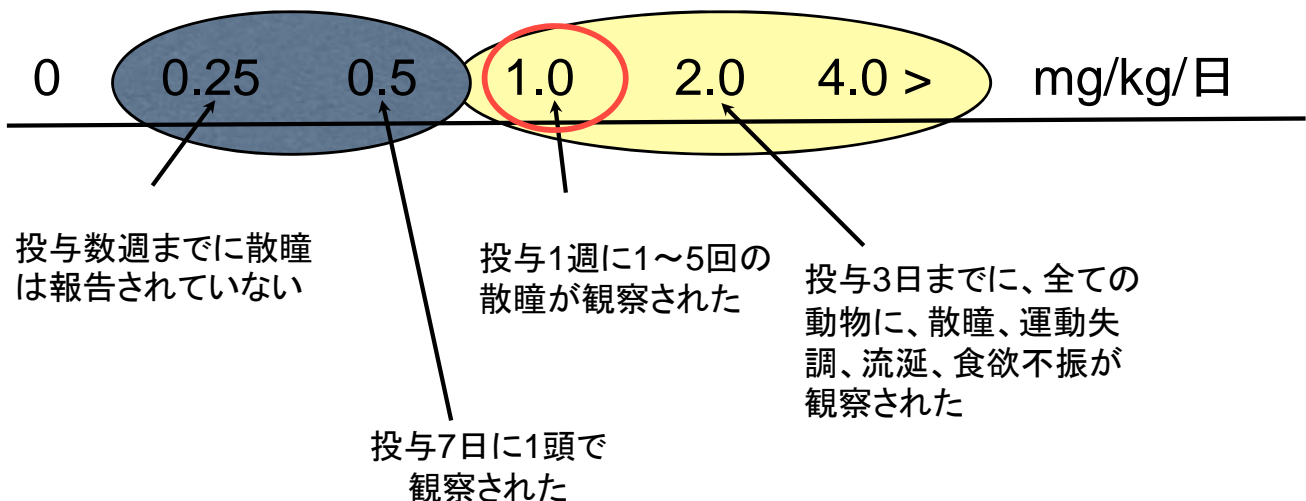 0 0.25 0.5 1.0 2.0 4.0 > mg/kg/日
投与数週までに散瞳
は報告されていない
投与1週に1〜5回の
散瞳が観察された
投与3日までに、全ての
動物に、散瞳、運動失
調、流涎、食欲不振が
観察された
投与7日に1頭で
観察された